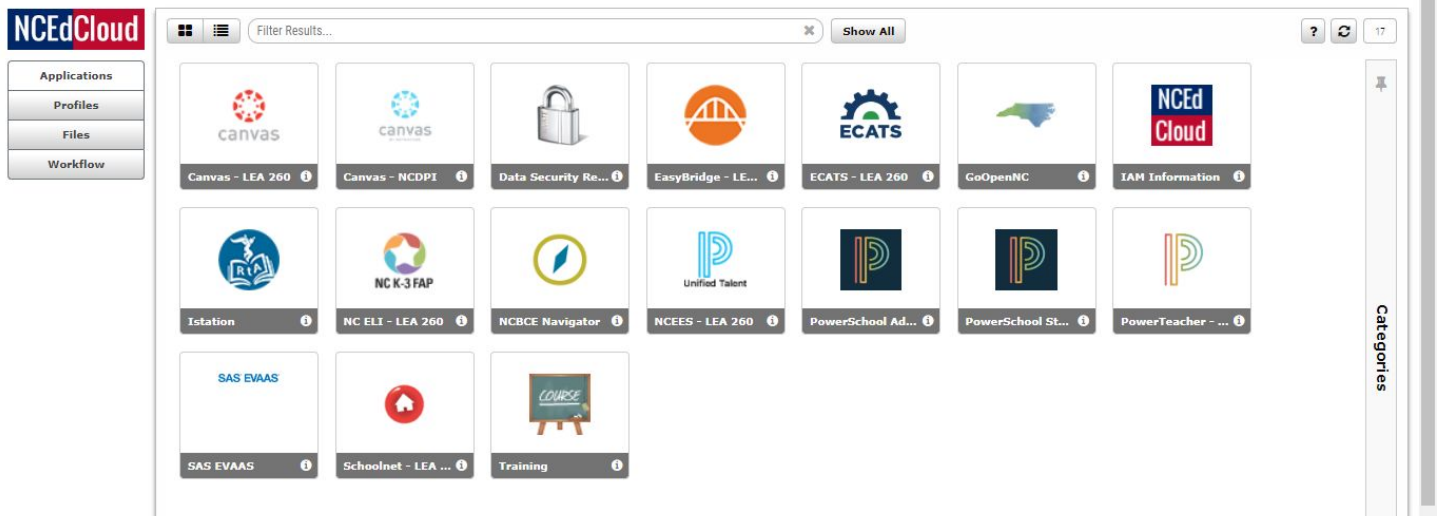 NCEdCloud
Filter Results...
Show All
?
17
Applications
Profiles
Files
Workflow
canvas
canvas
ECATS
NCEd
Cloud
Canvas - LEA 260
Canvas - NCDPI
Data Security Re...
EasyBridge - LE...
ECATS - LEA 260
GoOpenNC
IAM Information
RtA
NC K-3 FAP
Unified Talent
Istation
NC ELI - LEA 260
NCBCE Navigator
NCEES - LEA 260
PowerSchool Ad...
PowerSchool St...
PowerTeacher - ...
Categories
SAS EVAAS
COURSE
SAS EVAAS
Schoolnet - LEA ...
Training